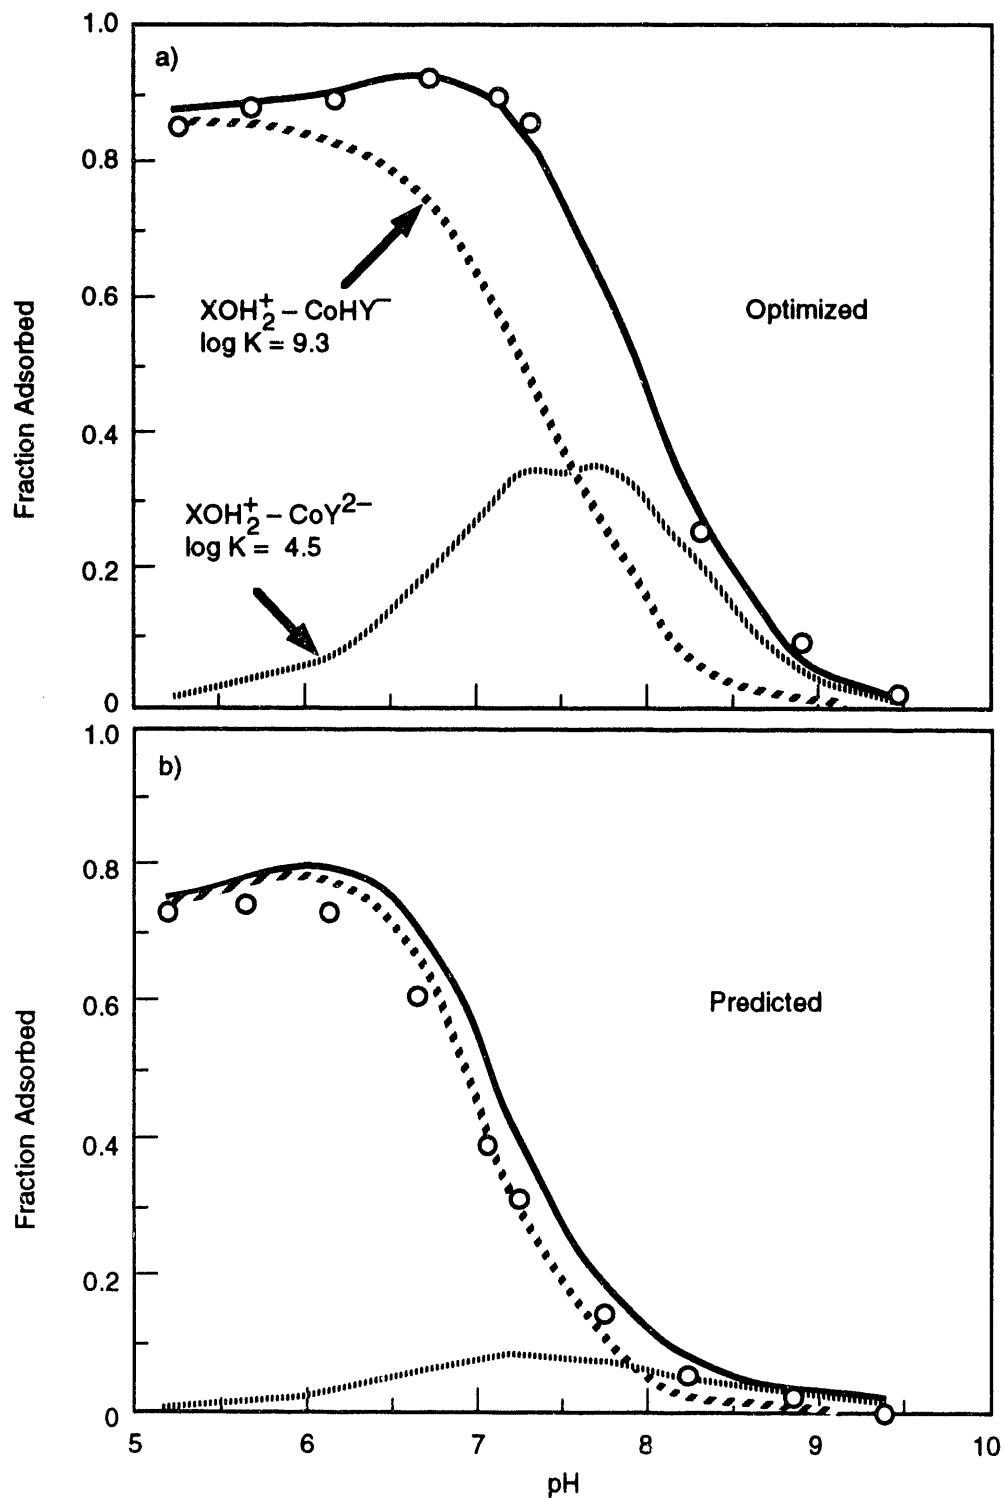 1.0
a)
0.8
XOH₂⁺ – CoHY⁻
log K = 9.3
0.6
Optimized
Fraction Adsorbed
0.4
XOH₂⁺ – CoY²⁻
log K = 4.5
0.2
0
1.0
b)
0.8
0.6
Predicted
Fraction Adsorbed
0.4
0.2
0
5 6 7 8 9 10
pH